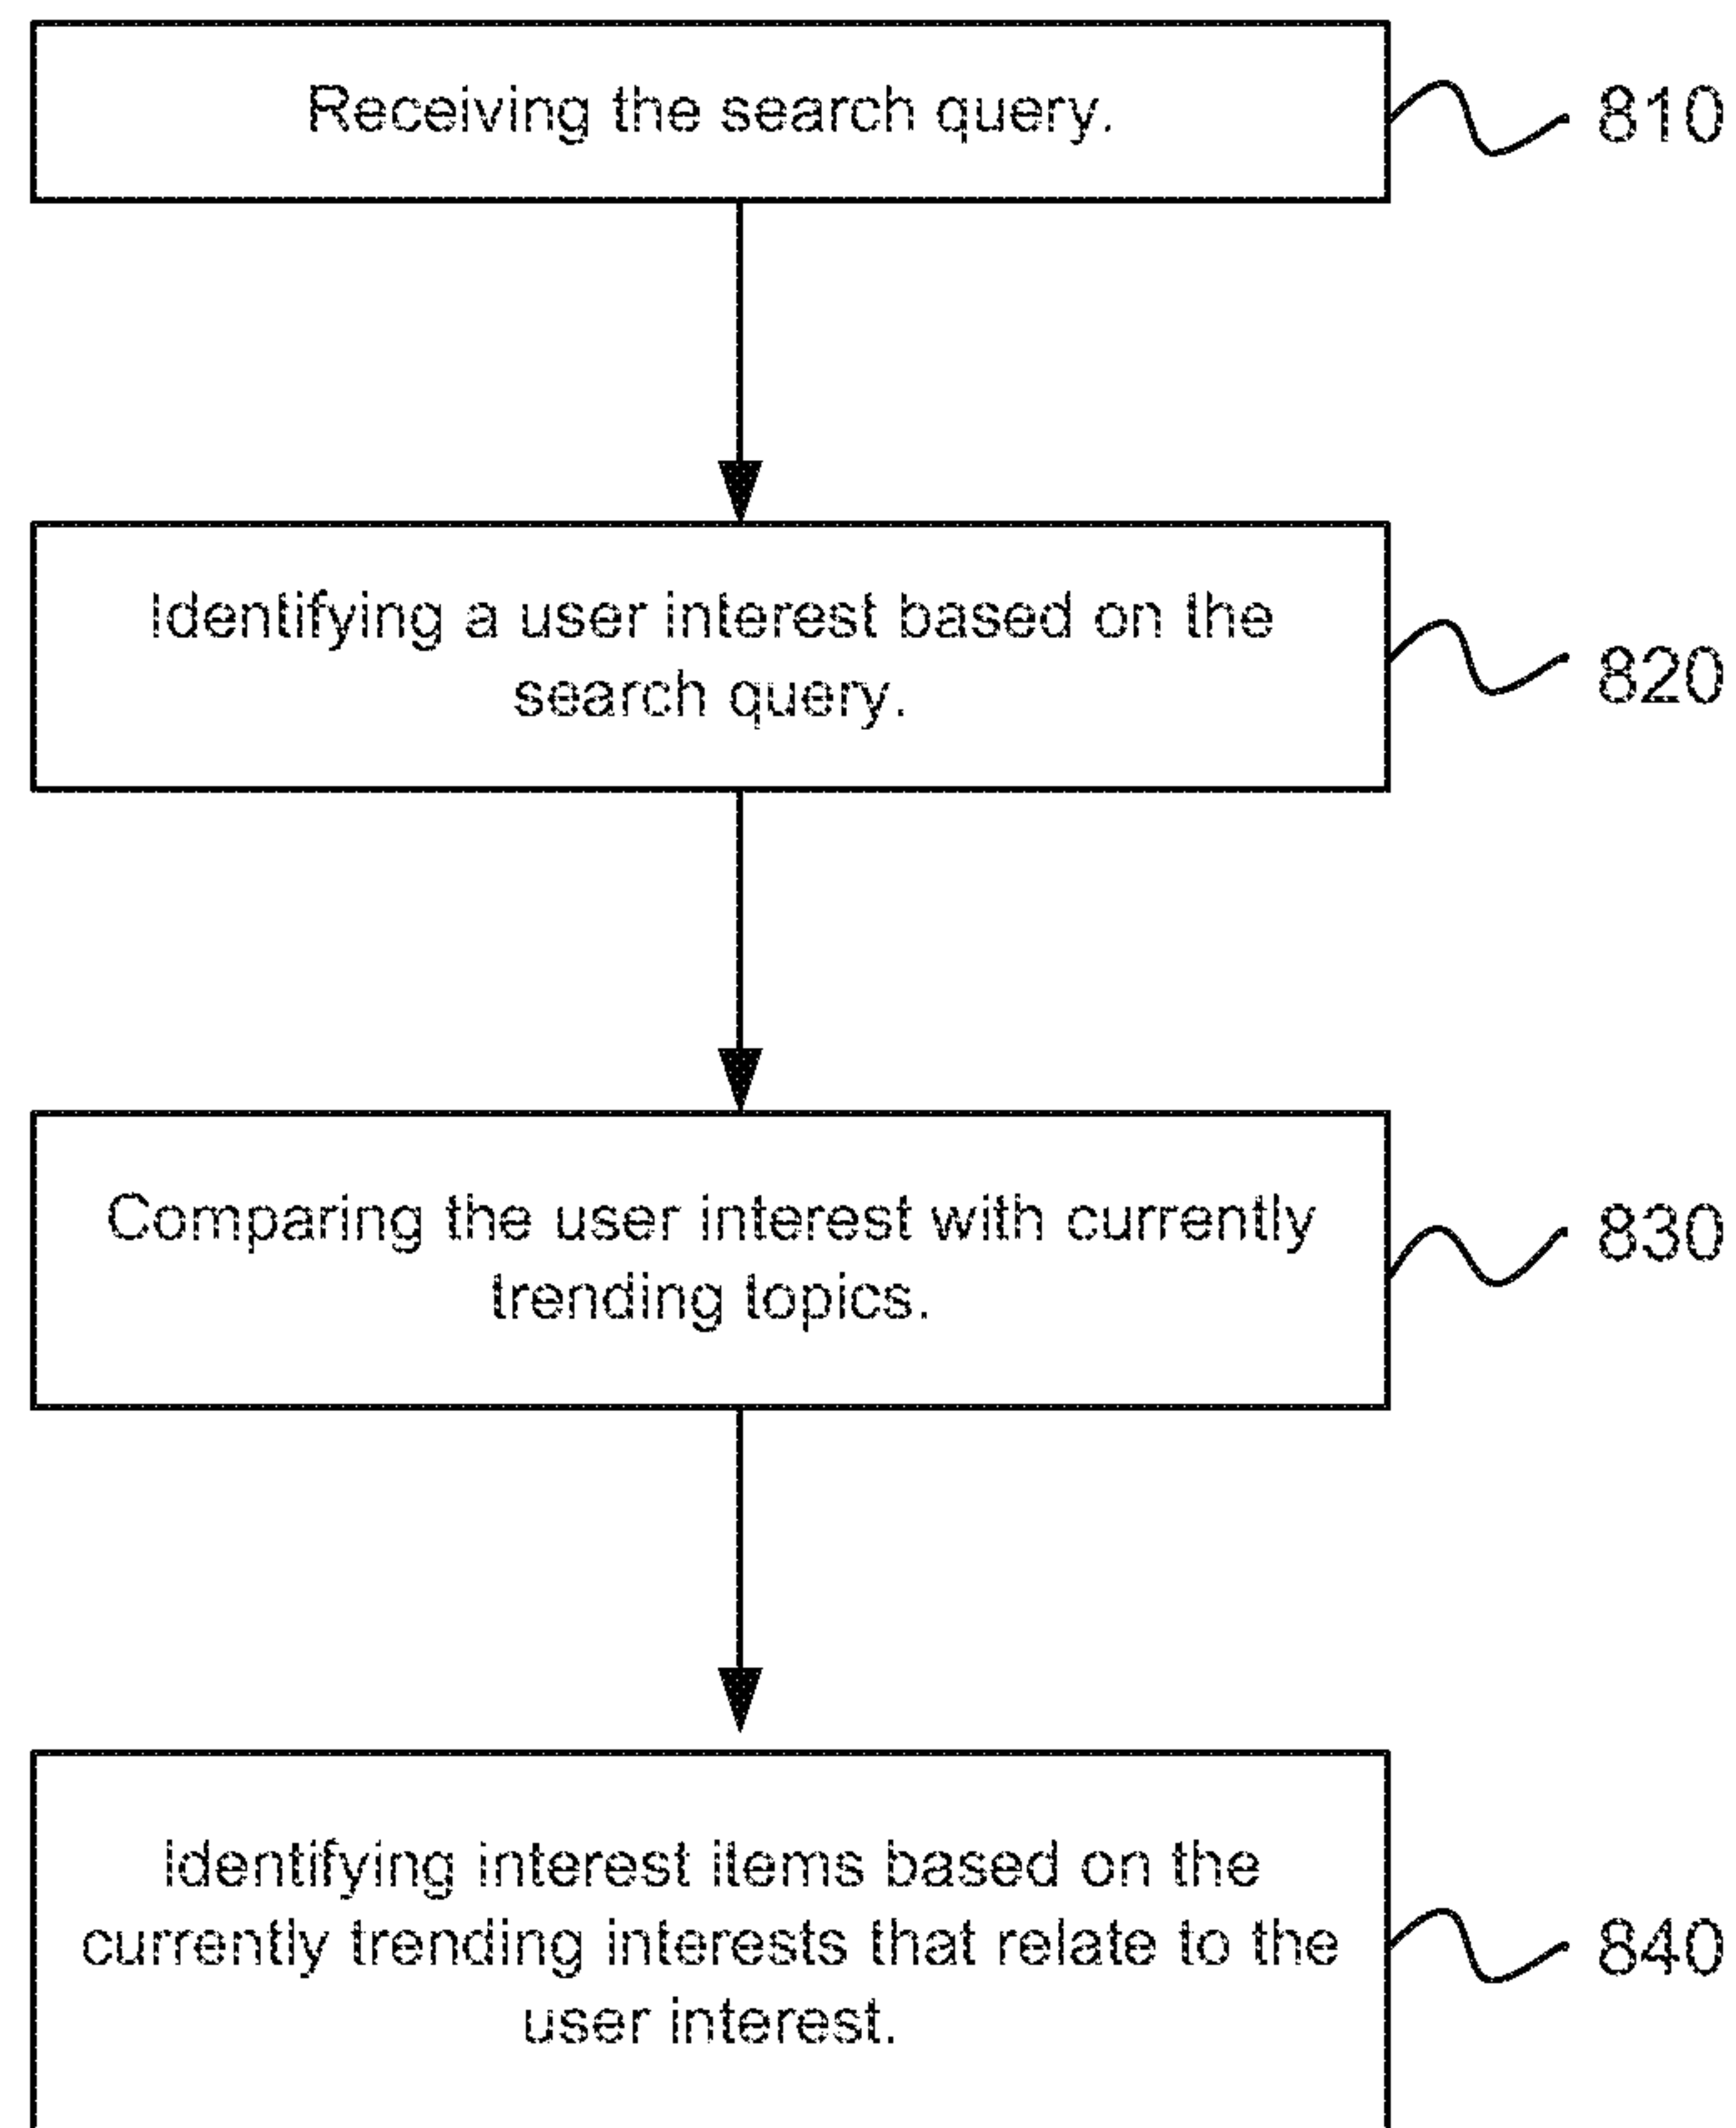 Receiving the search query.
810
Identifying a user interest based on the
search query.
820
Comparing the user interest with currently
trending topics.
830
Identifying interest items based on the
currently trending interests that relate to the
user interest.
840